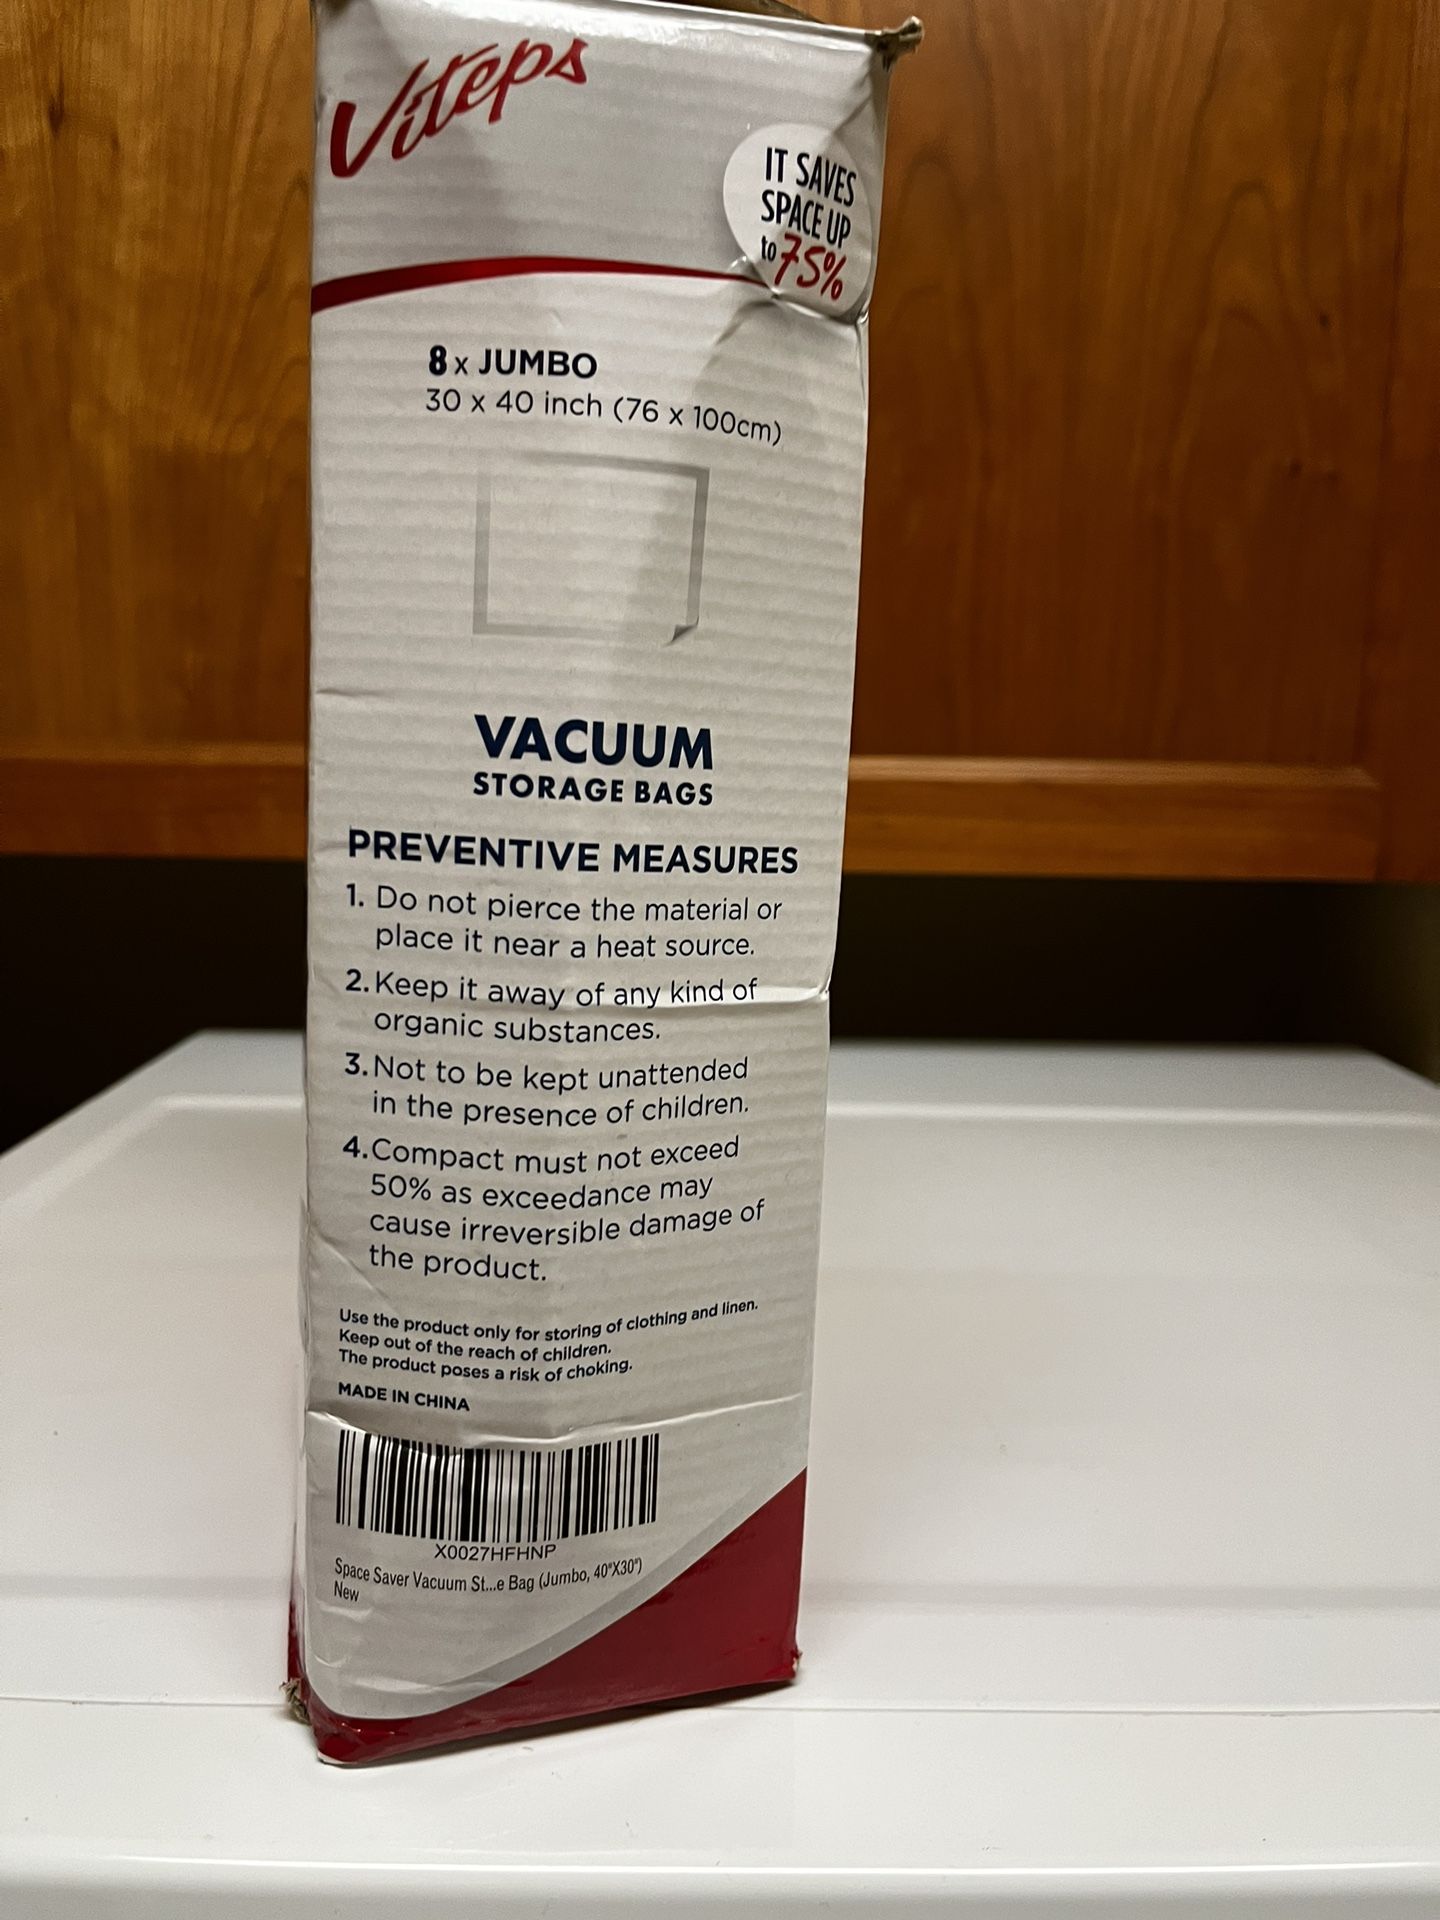 Viteps
IT SAVES
SPACE UP
to 75%
8 x JUMBO
30 x 40 inch (76 x 100cm)
VACUUM
STORAGE BAGS
PREVENTIVE MEASURES
1. Do not pierce the material or
place it near a heat source.
2. Keep it away of any kind of
organic substances.
3. Not to be kept unattended
in the presence of children.
4. Compact must not exceed
50% as exceedance may
cause irreversible damage of
the product.
Use the product only for storing of clothing and linen.
Keep out of the reach of children.
The product poses a risk of choking.
MADE IN CHINA
X0027HFHNP
Space Saver Vacuum St...e Bag (Jumbo, 40"X30")
New